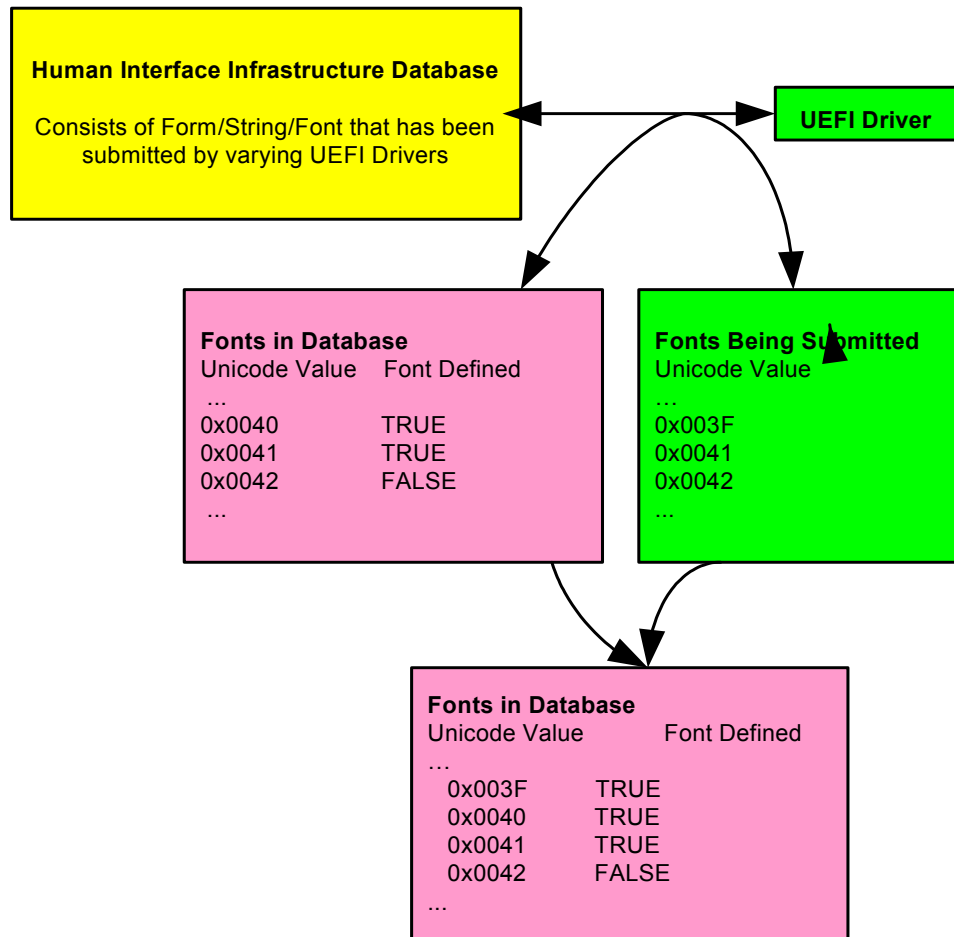 Human Interface Infrastructure Database
Consists of Form/String/Font that has been
submitted by varying UEFI Drivers
UEFI Driver
Fonts in Database
Unicode Value Font Defined
...
0x0040 TRUE
0x0041 TRUE
0x0042 FALSE
...
Fonts Being Submitted
Unicode Value
...
0x003F
0x0041
0x0042
...
Fonts in Database
Unicode Value Font Defined
...
0x003F TRUE
0x0040 TRUE
0x0041 TRUE
0x0042 FALSE
...